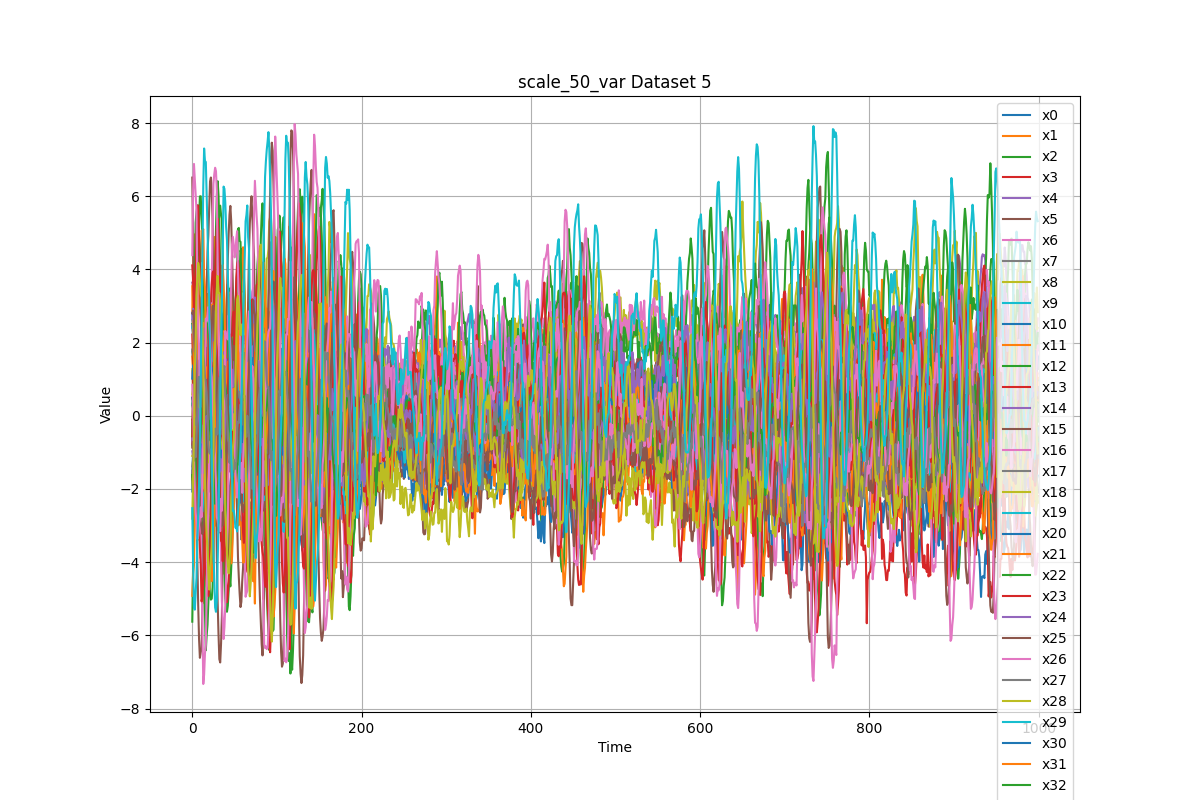 scale_50_var Dataset 5
Value
8
6
4
2
0
−2
−4
−6
−8
0
200
400
600
800
1000
Time
x0
x1
x2
x3
x4
x5
x6
x7
x8
x9
x10
x11
x12
x13
x14
x15
x16
x17
x18
x19
x20
x21
x22
x23
x24
x25
x26
x27
x28
x29
x30
x31
x32